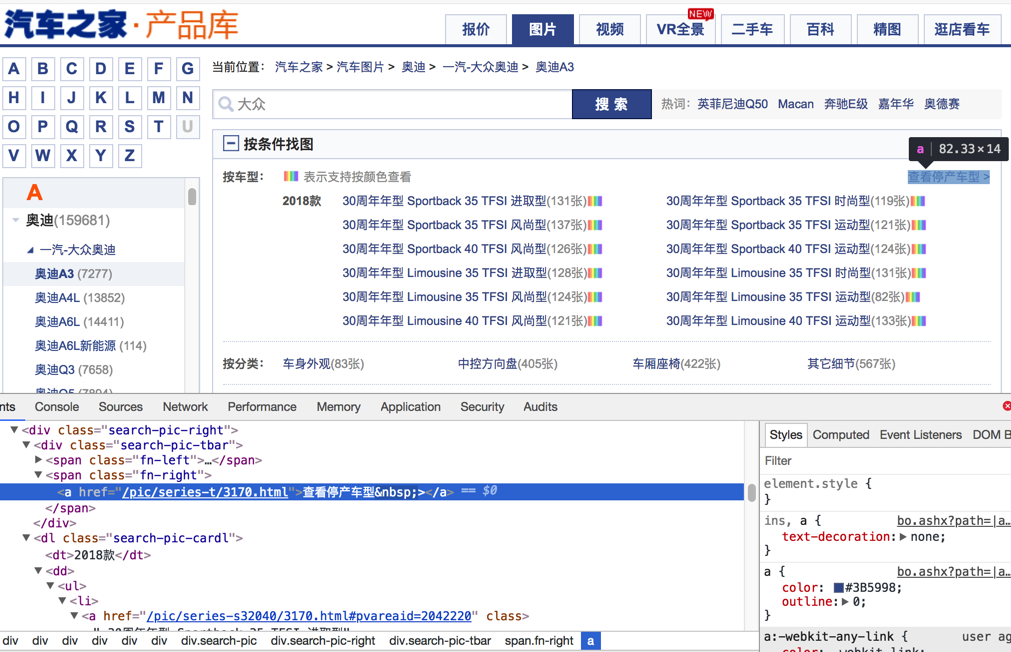 汽车之家·产品库
报价 图片 视频 VR全景 NEW 二手车 百科 精图 逛店看车
A B C D E F G
H I J K L M N
O P Q R S T U
V W X Y Z
当前位置: 汽车之家 > 汽车图片 > 奥迪 > 一汽-大众奥迪 > 奥迪A3
大众 搜 索 热词: 英菲尼迪Q50 Macan 奔驰E级 嘉年华 奥德赛
按条件找图
a 82.33×14
按车型: 表示支持按颜色查看 查看停产车型 >
2018款 30周年年型 Sportback 35 TFSI 进取型(131张) 30周年年型 Sportback 35 TFSI 时尚型(119张)
30周年年型 Sportback 35 TFSI 风尚型(137张) 30周年年型 Sportback 35 TFSI 运动型(121张)
30周年年型 Sportback 40 TFSI 风尚型(126张) 30周年年型 Sportback 40 TFSI 运动型(124张)
30周年年型 Limousine 35 TFSI 进取型(128张) 30周年年型 Limousine 35 TFSI 时尚型(131张)
30周年年型 Limousine 35 TFSI 风尚型(124张) 30周年年型 Limousine 35 TFSI 运动型(82张)
30周年年型 Limousine 40 TFSI 风尚型(121张) 30周年年型 Limousine 40 TFSI 运动型(133张)
按分类: 车身外观(83张) 中控方向盘(405张) 车厢座椅(422张) 其它细节(567张)
A
奥迪(159681)
一汽-大众奥迪
奥迪A3 (7277)
奥迪A4L (13852)
奥迪A6L (14411)
奥迪A6L新能源 (114)
奥迪Q3 (7658)
奥迪Q5 (7894)
nts Console Sources Network Performance Memory Application Security Audits
<div class="search-pic-right">
<div class="search-pic-tbar">
<span class="fn-left">…</span>
<span class="fn-right">
<a href="/pic/series-t/3170.html">查看停产车型&nbsp;></a> == $0
</span>
</div>
<dl class="search-pic-cardl">
<dt>2018款</dt>
<dd>
<ul>
<li>
<a href="/pic/series-s32040/3170.html#pvareaid=2042220" class>
" 30周年年型 Sportback 35 TFSI 进取型"
div div div div div div div.search-pic div.search-pic-right div.search-pic-tbar span.fn-right a
Styles Computed Event Listeners DOM B
Filter
element.style {
}
ins, a { bo.ashx?path=|a…
text-decoration: none;
}
a { bo.ashx?path=|a…
color: #3B5998;
outline: 0;
}
a:-webkit-any-link { user ag
color: -webkit-link;